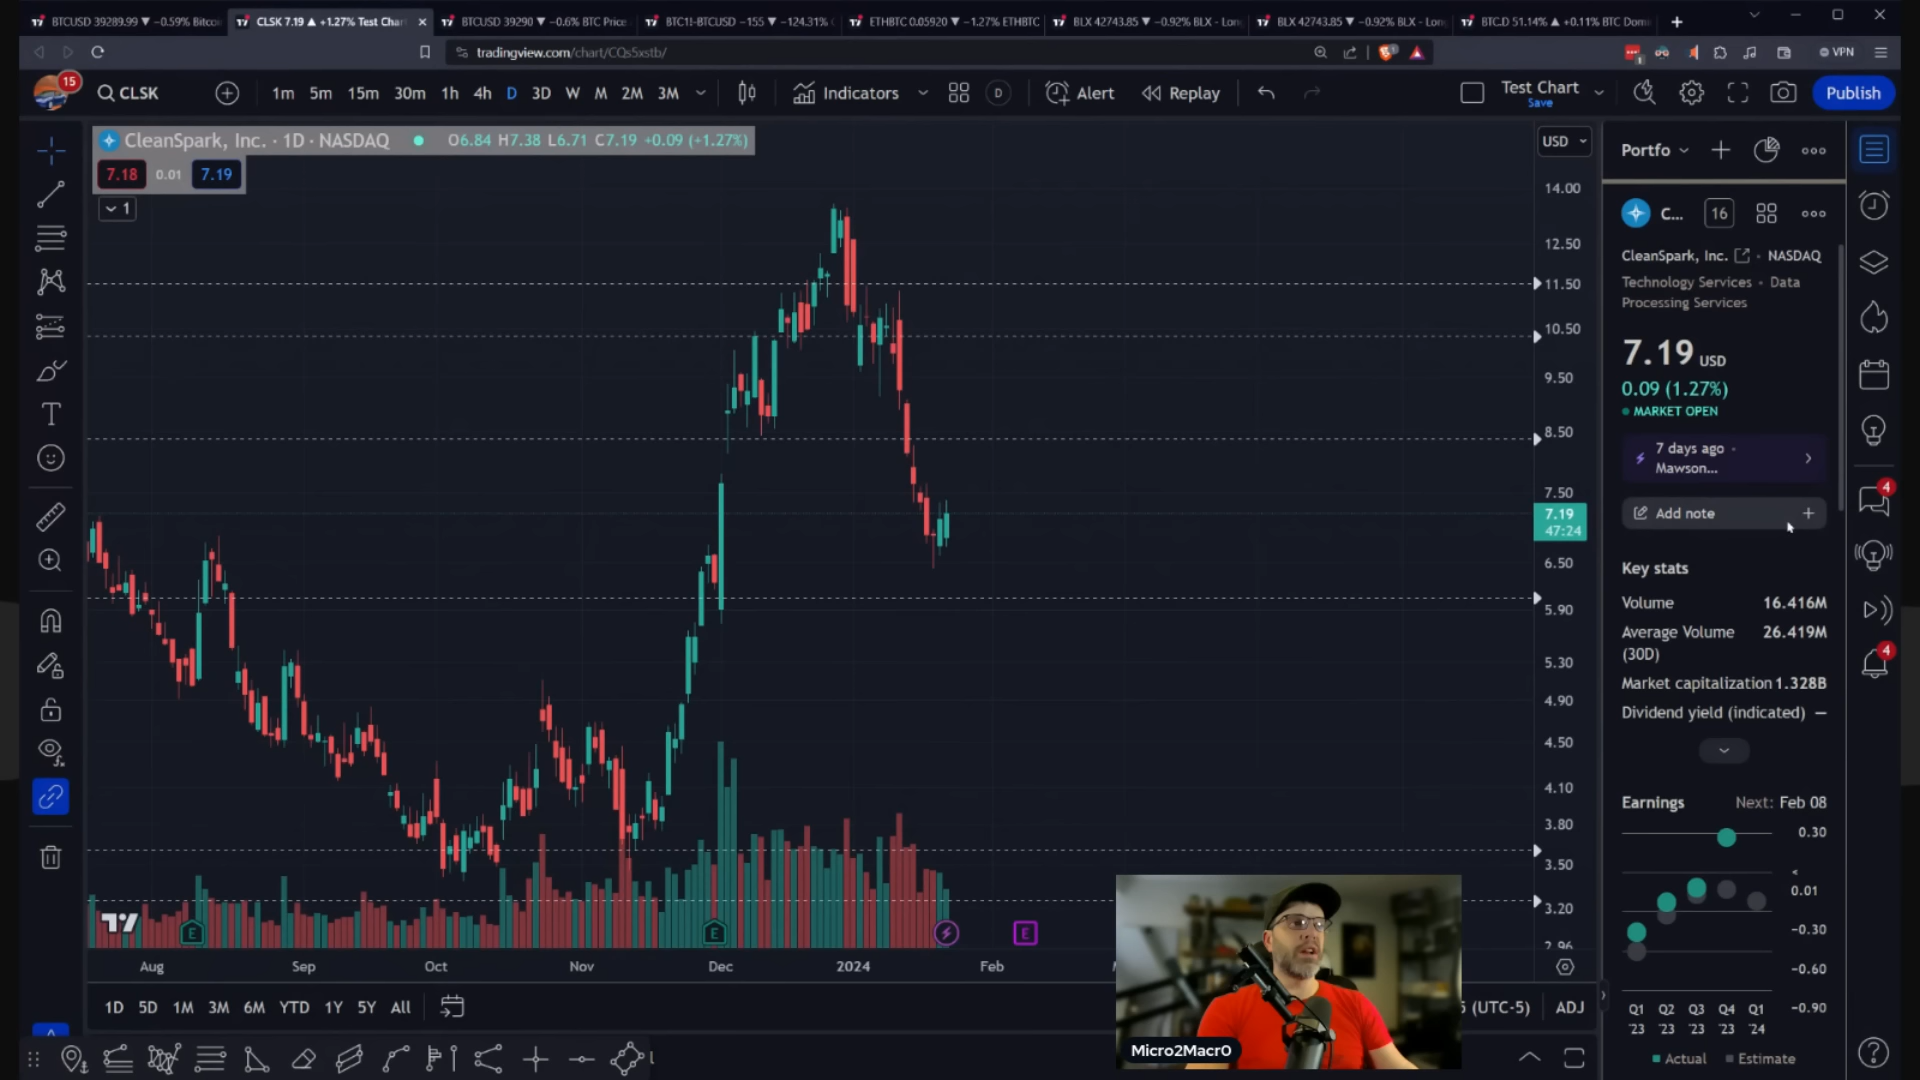 BTCUSD 39289.99 ▼ −0.59% Bitcoi
CLSK 7.19 ▲ +1.27% Test Char
BTCUSD 39290 ▼ −0.6% BTC Price
BTC1!-BTCUSD −155 ▼ −124.31%
ETHBTC 0.05920 ▼ −1.27% ETHBTC
BLX 42743.85 ▼ −0.92% BLX - Lon
BLX 42743.85 ▼ −0.92% BLX - Lon
BTC.D 51.14% ▲ +0.11% BTC Dom
tradingview.com/chart/CQs5xstb/
VPN
15
CLSK
1m 5m 15m 30m 1h 4h D 3D W M 2M 3M
Indicators
D
Alert
Replay
Test Chart
Save
Publish
CleanSpark, Inc. · 1D · NASDAQ
O6.84 H7.38 L6.71 C7.19 +0.09 (+1.27%)
7.18 0.01 7.19
1
USD
14.00
12.50
11.50
10.50
9.50
8.50
7.50
7.19
47:24
6.50
5.90
5.30
4.90
4.50
4.10
3.80
3.50
3.20
2.96
E
E
E
Aug Sep Oct Nov Dec 2024 Feb
1D 5D 1M 3M 6M YTD 1Y 5Y All
(UTC-5) ADJ
Micro2Macr0
Portfo
C... 16
CleanSpark, Inc. · NASDAQ
Technology Services · Data
Processing Services
7.19 USD
0.09 (1.27%)
MARKET OPEN
7 days ago ·
Mawson...
Add note
Key stats
Volume 16.416M
Average Volume 26.419M
(30D)
Market capitalization 1.328B
Dividend yield (indicated) —
Earnings Next: Feb 08
0.30
0.01
−0.30
−0.60
−0.90
Q1 Q2 Q3 Q4 Q1
'23 '23 '23 '23 '24
Actual Estimate
4
4